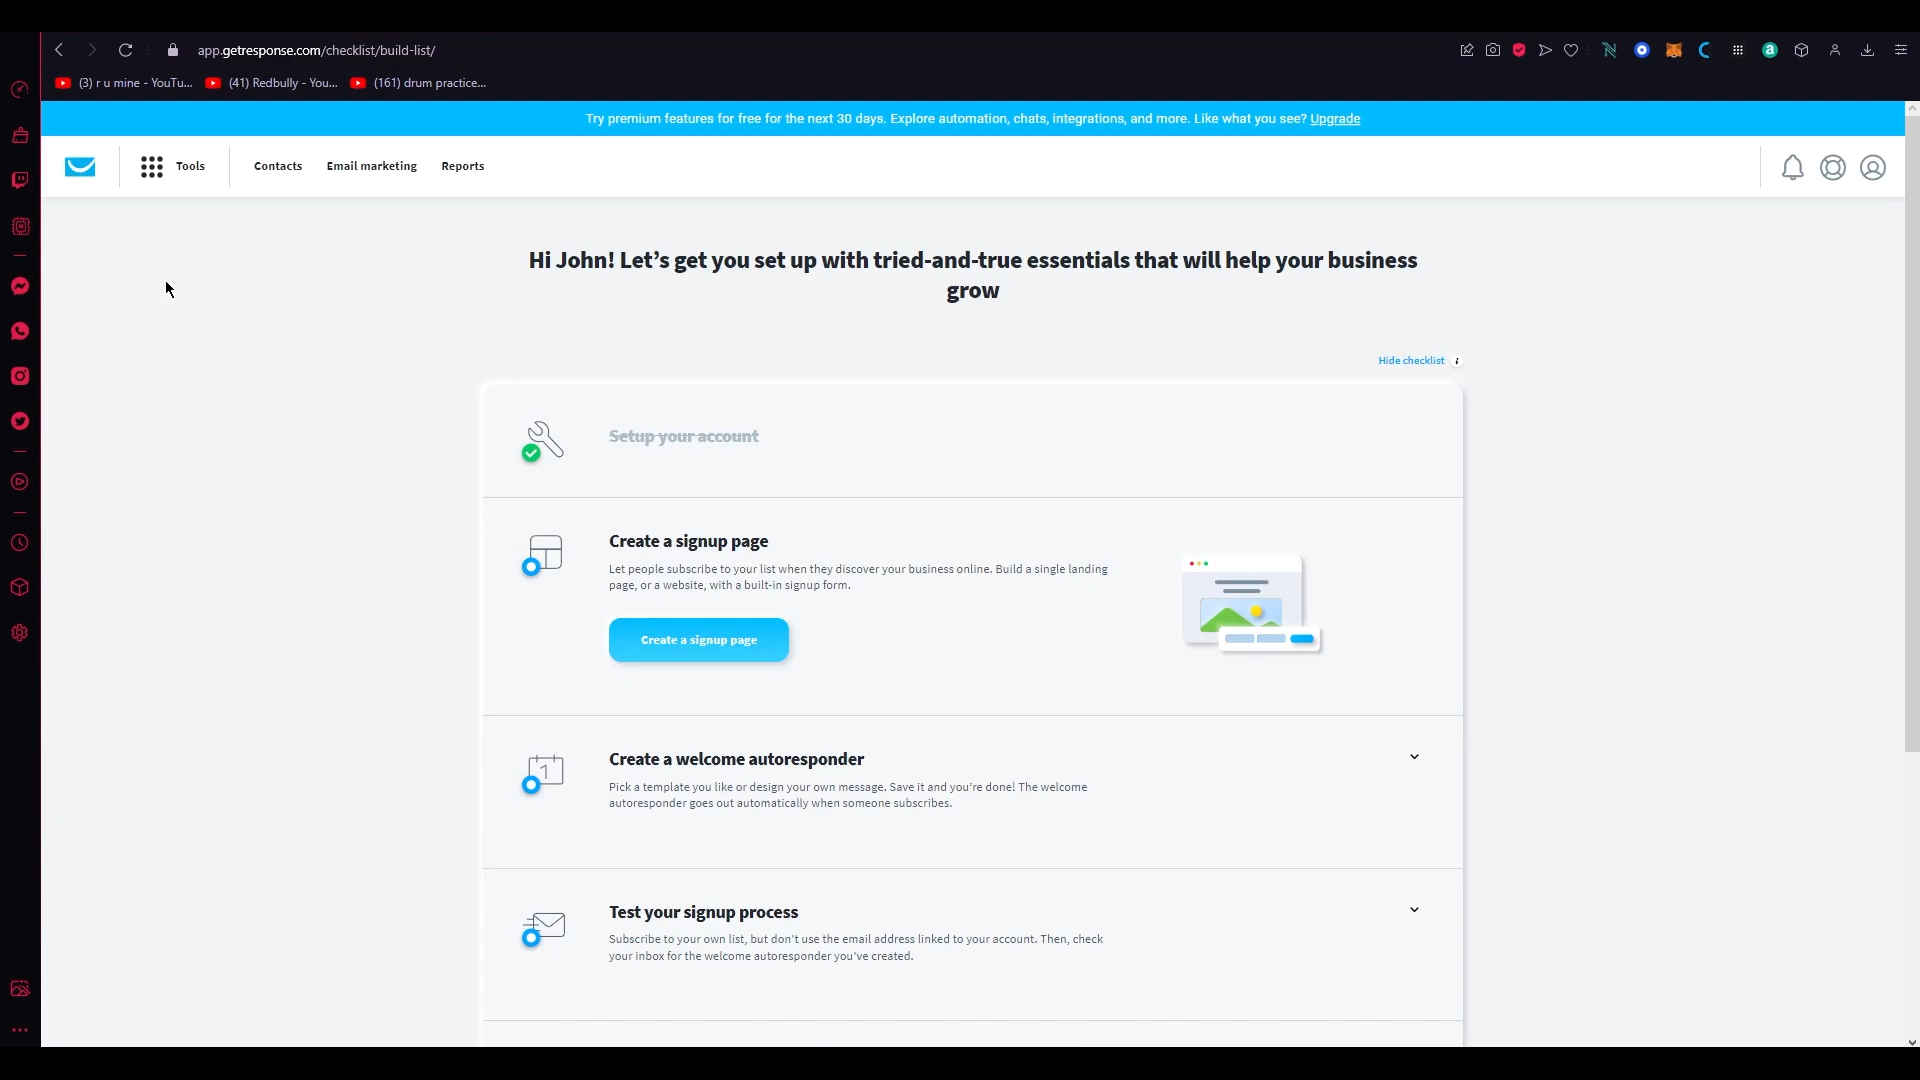 app.getresponse.com/checklist/build-list/
(3) r u mine - YouTu...
(41) Redbully - You...
(161) drum practice...
Try premium features for free for the next 30 days. Explore automation, chats, integrations, and more. Like what you see? Upgrade
Tools
Contacts
Email marketing
Reports
Hi John! Let’s get you set up with tried-and-true essentials that will help your business
grow
Hide checklist
i
Setup your account
Create a signup page
Let people subscribe to your list when they discover your business online. Build a single landing
page, or a website, with a built-in signup form.
Create a signup page
1
Create a welcome autoresponder
Pick a template you like or design your own message. Save it and you’re done! The welcome
autoresponder goes out automatically when someone subscribes.
Test your signup process
Subscribe to your own list, but don't use the email address linked to your account. Then, check
your inbox for the welcome autoresponder you've created.